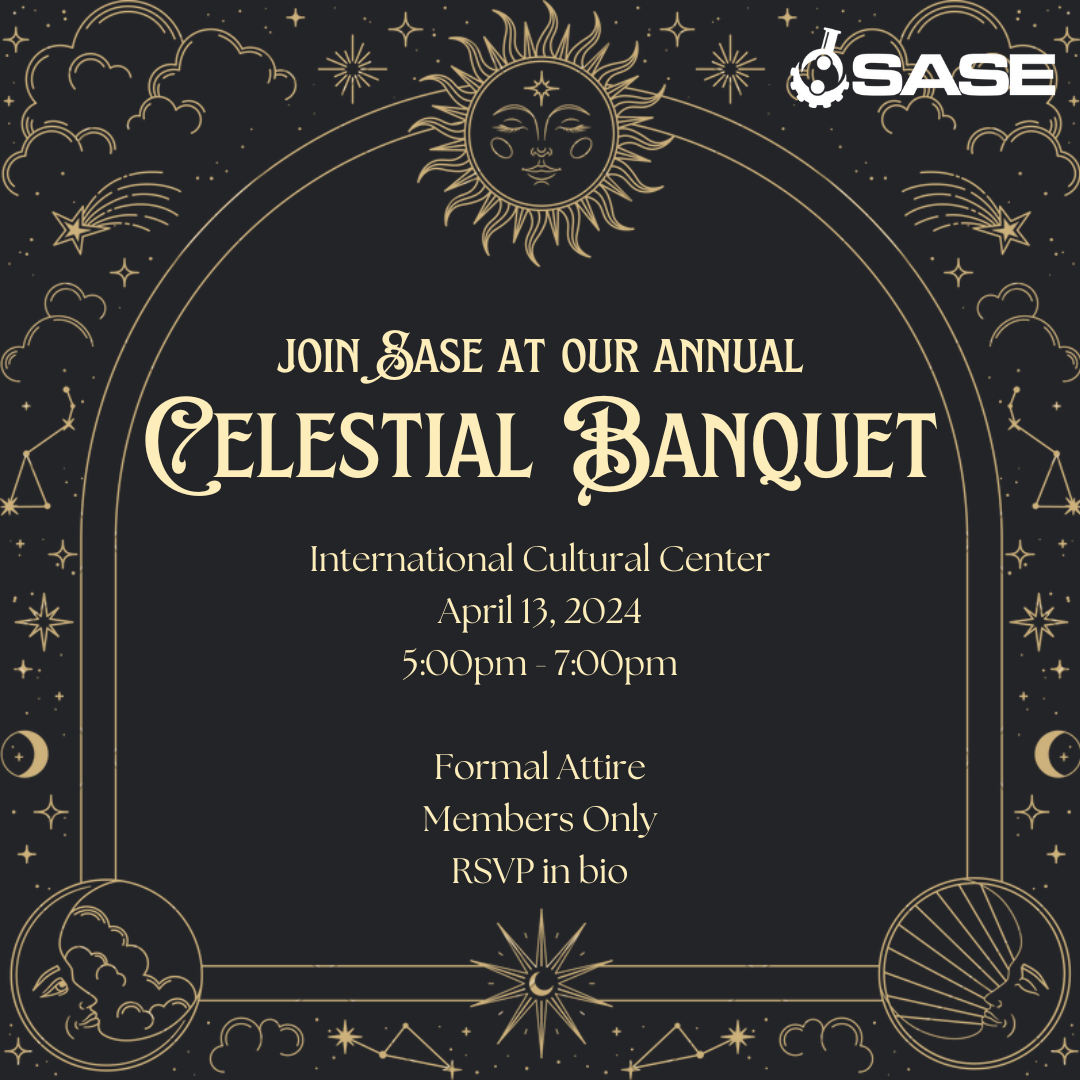 SASE
JOIN SASE AT OUR ANNUAL
CELESTIAL BANQUET
International Cultural Center
April 13, 2024
5:00pm - 7:00pm
Formal Attire
Members Only
RSVP in bio